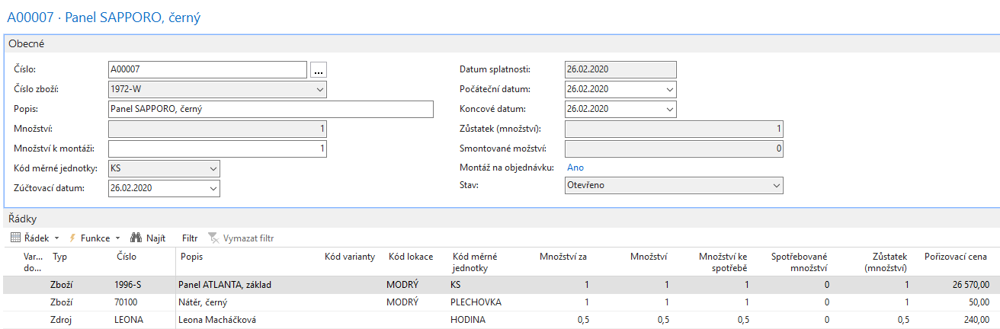 A00007 · Panel SAPPORO, černý
Obecné
Číslo: A00007 ... Datum splatnosti: 26.02.2020
Číslo zboží: 1972-W Počáteční datum: 26.02.2020
Popis: Panel SAPPORO, černý Koncové datum: 26.02.2020
Množství: 1 Zůstatek (množství): 1
Množství k montáži: 1 Smontované možství: 0
Kód měrné jednotky: KS Montáž na objednávku: Ano
Zúčtovací datum: 26.02.2020 Stav: Otevřeno
Řádky
Řádek Funkce Najít Filtr Vymazat filtr
Var... Typ Číslo Popis Kód varianty Kód lokace Kód měrné Množství za Množství Množství ke Spotřebované Zůstatek Pořizovací cena
do... jednotky spotřebě množství (množství)
Zboží 1996-S Panel ATLANTA, základ MODRÝ KS 1 1 1 0 1 26 570,00
Zboží 70100 Nátěr, černý MODRÝ PLECHOVKA 1 1 1 0 1 50,00
Zdroj LEONA Leona Macháčková HODINA 0,5 0,5 0,5 0 0,5 240,00